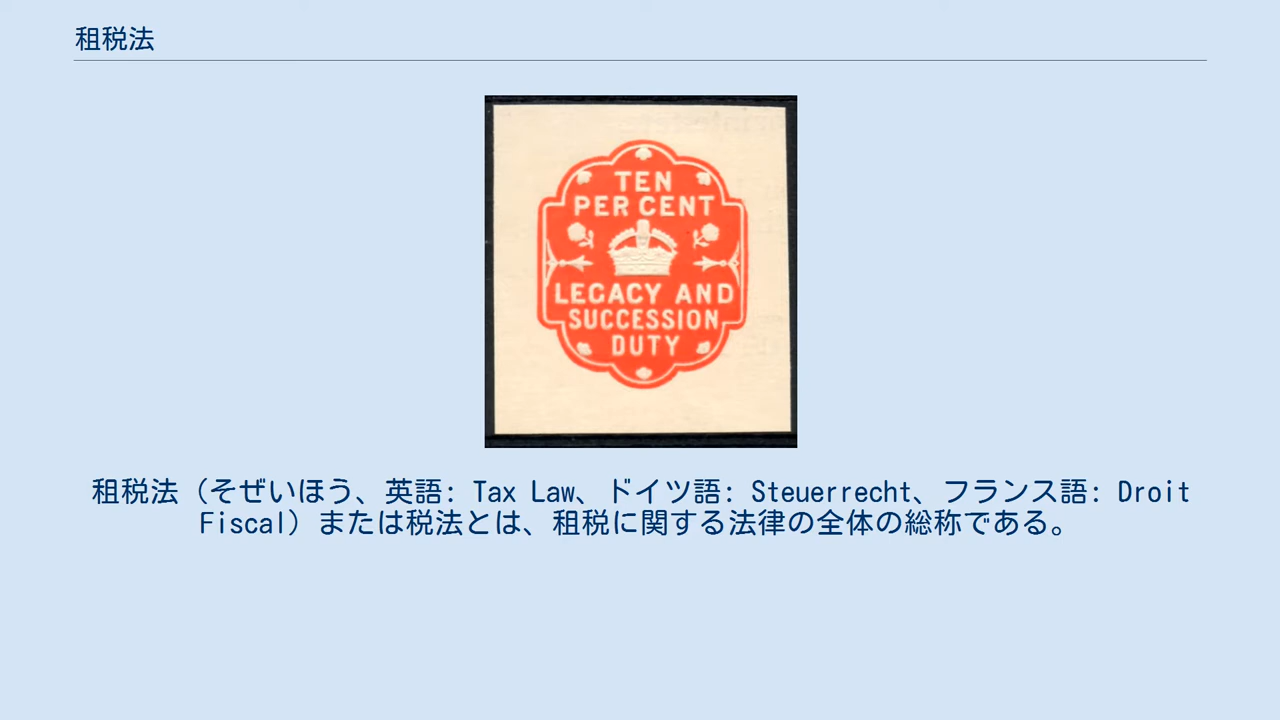 租税法
TEN
PER CENT
LEGACY AND
SUCCESSION
DUTY
租税法（そぜいほう、英語: Tax Law、ドイツ語: Steuerrecht、フランス語: Droit
Fiscal）または税法とは、租税に関する法律の全体の総称である。